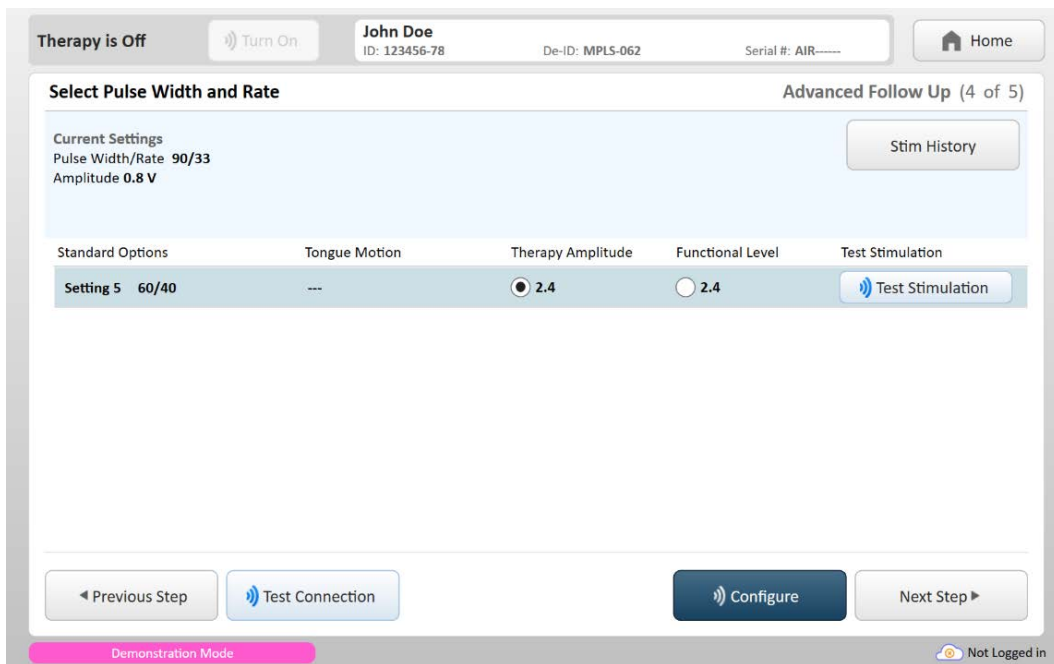 Therapy is Off
Turn On
John Doe
ID: 123456-78 De-ID: MPLS-062 Serial #: AIR------
Home
Select Pulse Width and Rate
Advanced Follow Up (4 of 5)
Current Settings
Pulse Width/Rate 90/33
Amplitude 0.8 V
Stim History
Standard Options Tongue Motion Therapy Amplitude Functional Level Test Stimulation
Setting 5 60/40 --- 2.4 2.4 Test Stimulation
Previous Step
Test Connection
Configure
Next Step
Demonstration Mode
Not Logged in